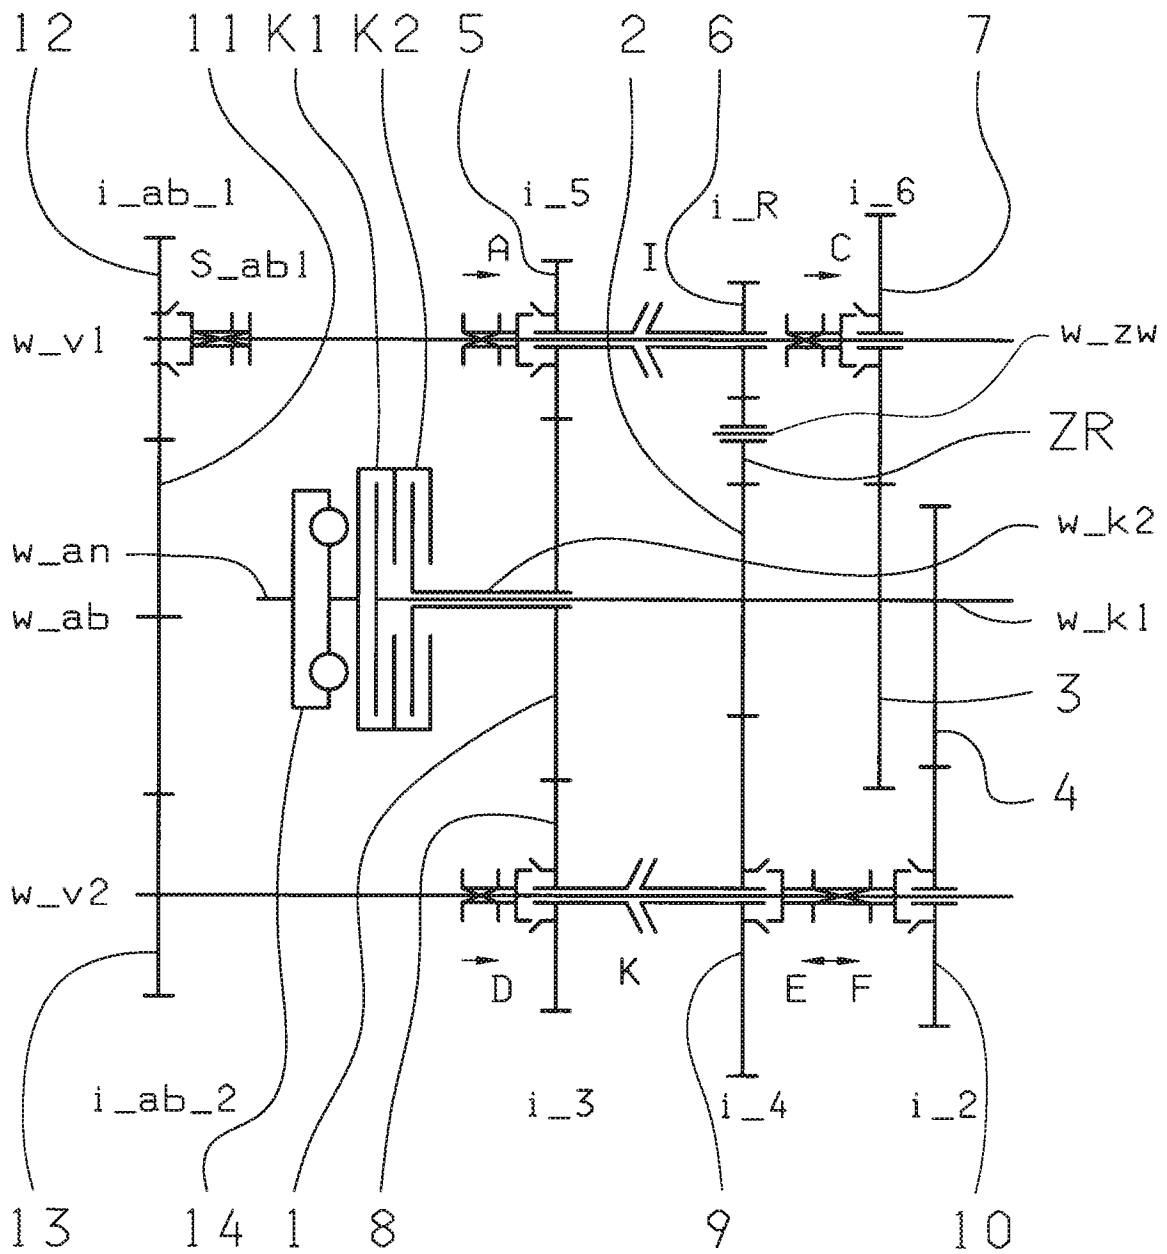 12 11 K1 K2 5 2 6 7
i_ab_1 i_5 i_R i_6
S_ab1 A I C
w_v1 w_zw
ZR
w_an w_k2
w_ab w_k1
3
4
w_v2
D K E F
i_ab_2 i_3 i_4 i_2
13 14 1 8 9 10